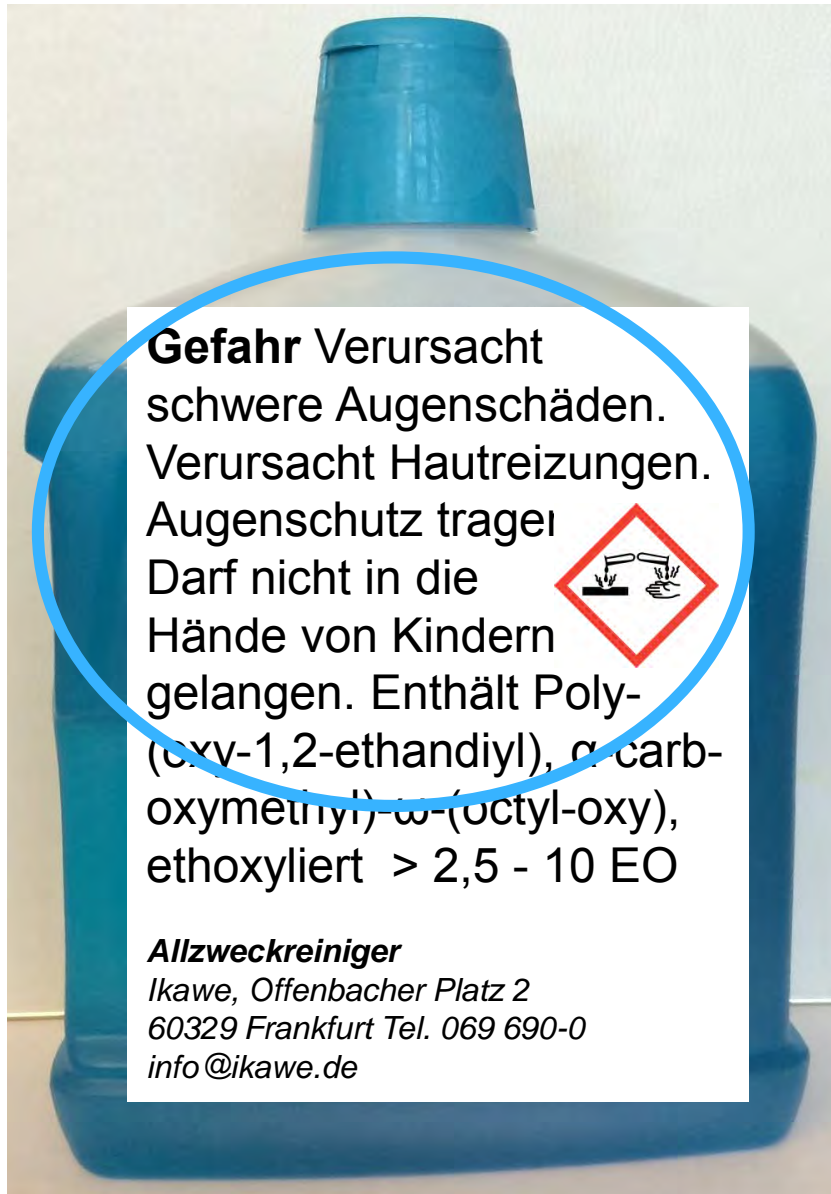 Gefahr Verursacht
schwere Augenschäden.
Verursacht Hautreizungen.
Augenschutz tragen
Darf nicht in die
Hände von Kindern
gelangen. Enthält Poly-
(oxy-1,2-ethandiyl), α-carb-
oxymethyl)-ω-(octyl-oxy),
ethoxyliert > 2,5 - 10 EO
Allzweckreiniger
Ikawe, Offenbacher Platz 2
60329 Frankfurt Tel. 069 690-0
info@ikawe.de